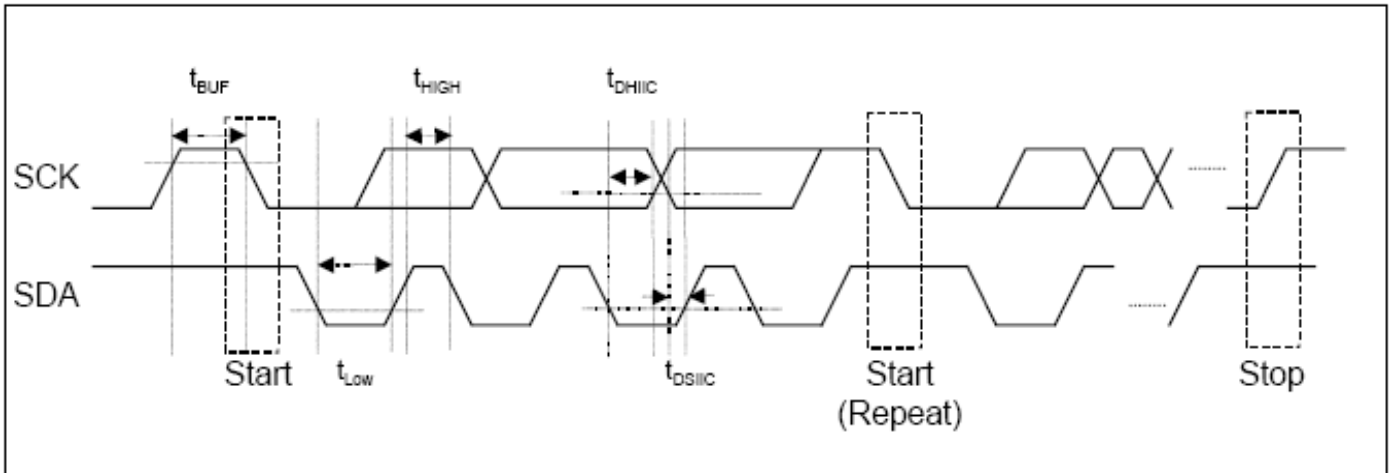 tBUF tHIGH tDHIIC
SCK
SDA
Start tLow tDSIIC Start Stop
(Repeat)